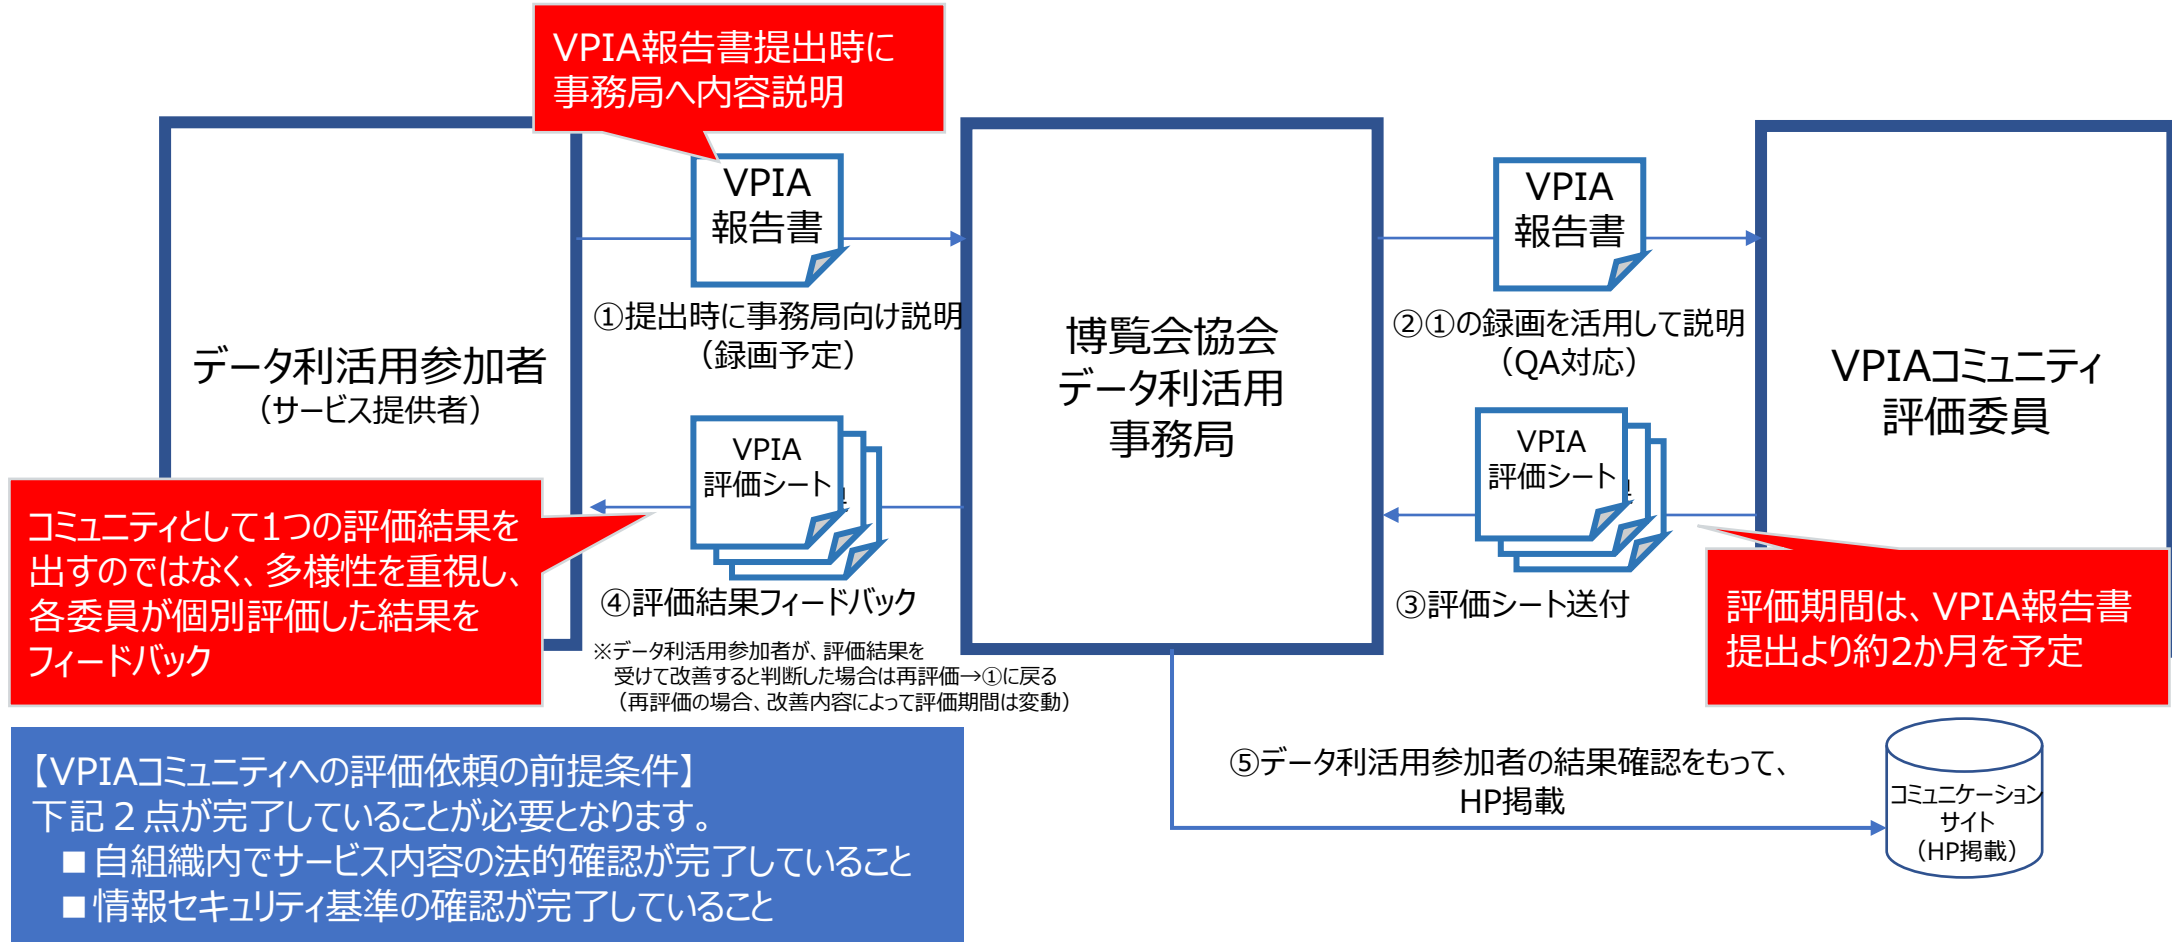 VPIA報告書提出時に
事務局へ内容説明
VPIA
報告書
VPIA
報告書
①提出時に事務局向け説明
（録画予定）
②①の録画を活用して説明
（QA対応）
データ利活用参加者
（サービス提供者）
博覧会協会
データ利活用
事務局
VPIAコミュニティ
評価委員
VPIA
評価シート
VPIA
評価シート
コミュニティとして1つの評価結果を
出すのではなく、多様性を重視し、
各委員が個別評価した結果を
フィードバック
④評価結果フィードバック
③評価シート送付
評価期間は、VPIA報告書
提出より約2か月を予定
※データ利活用参加者が、評価結果を
受けて改善すると判断した場合は再評価→①に戻る
（再評価の場合、改善内容によって評価期間は変動）
【VPIAコミュニティへの評価依頼の前提条件】
下記２点が完了していることが必要となります。
■自組織内でサービス内容の法的確認が完了していること
■情報セキュリティ基準の確認が完了していること
⑤データ利活用参加者の結果確認をもって、
HP掲載
コミュニケーション
サイト
（HP掲載）